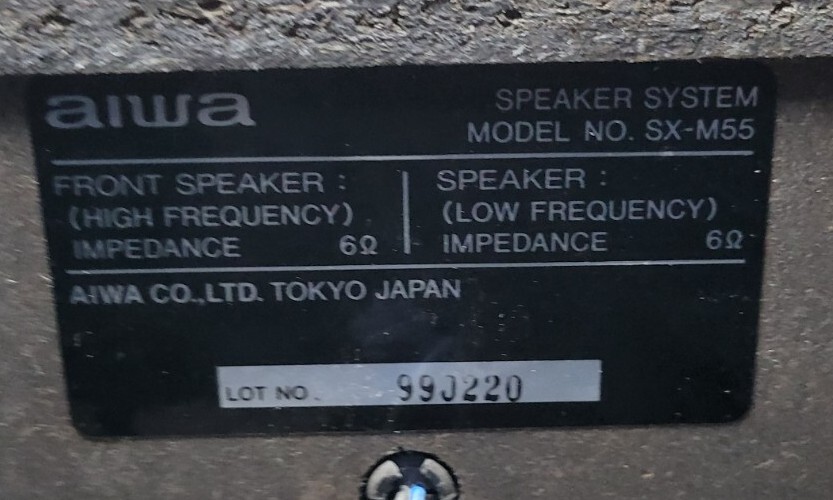 aiwa
SPEAKER SYSTEM
MODEL NO. SX-M55
FRONT SPEAKER :
(HIGH FREQUENCY)
IMPEDANCE 6Ω
SPEAKER :
(LOW FREQUENCY)
IMPEDANCE 6Ω
AIWA CO.,LTD. TOKYO JAPAN
LOT NO. 99J220